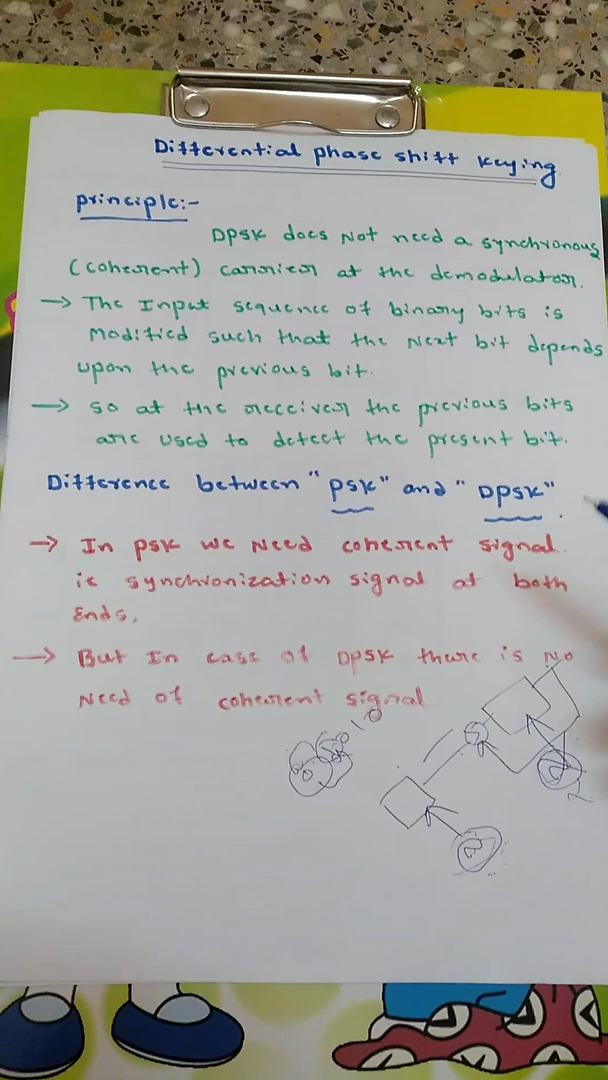 Differential phase shift keying
principle:-
DPSK does Not need a synchronous
(coherent) carrier at the demodulator.
→ The Input sequence of binary bits is
Modified such that the Next bit depends
upon the previous bit.
→ so at the receiver the previous bits
are used to detect the present bit.
Difference between "PSK" and "DPSK".
→ In PSK we Need coherent signal.
ie synchronization signal at both
Ends.
→ But In case of DPSK there is No
Need of coherent signal